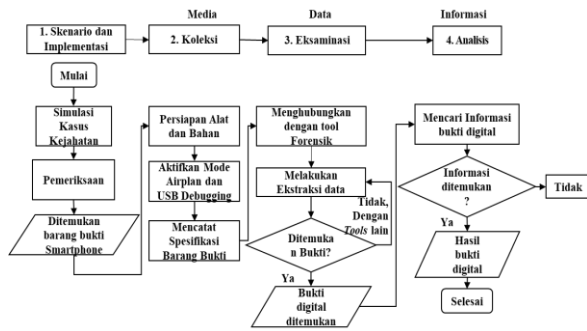 Media
Data
Informasi
1. Skenario dan
Implementasi
2. Koleksi
3. Eksaminasi
4. Analisis
Mulai
Simulasi
Kasus
Kejahatan
Pemeriksaan
Ditemukan
barang bukti
Smartphone
Persiapan Alat
dan Bahan
Aktifkan Mode
Airplan dan
USB Debugging
Mencatat
Spesifikasi
Barang Bukti
Menghubungkan
dengan tool
Forensik
Melakukan
Ekstraksi data
Tidak,
Dengan
Tools lain
Ditemuka
n Bukti?
Ya
Bukti
digital
ditemukan
Mencari Informasi
bukti digital
Informasi
ditemukan
?
Tidak
Ya
Hasil
bukti
digital
Selesai